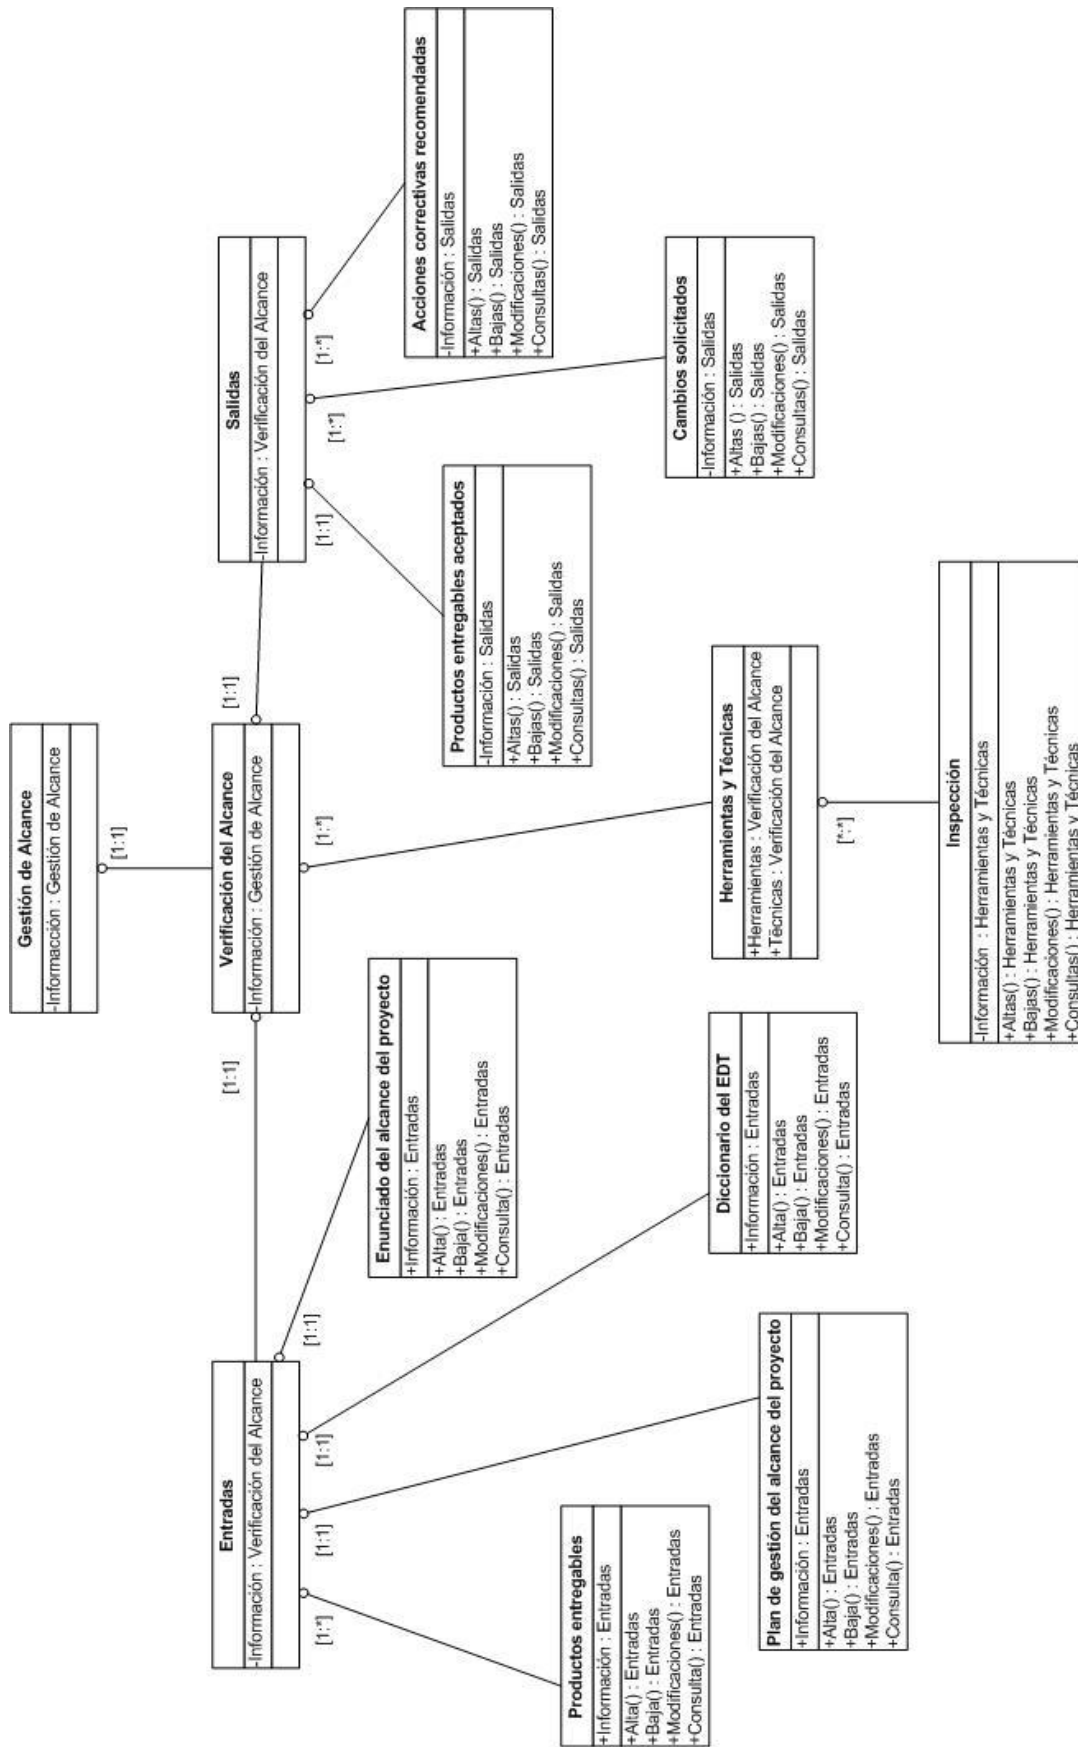 Gestión de Alcance
-Informacción : Gestión de Alcance
[1:1]
Entradas
-Información : Verificación del Alcance
[1:1]
Verificación del Alcance
-Información : Gestión de Alcance
[1:1]
Salidas
-Información : Verificación del Alcance
[1:*]
[1:1]
[1:1]
[1:1]
[1:*]
[1:1]
[1:*]
[1:*]
Enunciado del alcance del proyecto
+Información : Entradas
+Alta() : Entradas
+Baja() : Entradas
+Modificaciones() : Entradas
+Consulta() : Entradas
Acciones correctivas recomendadas
-Información : Salidas
+Altas() : Salidas
+Bajas() : Salidas
+Modificaciones() : Salidas
+Consultas() : Salidas
Productos entregables aceptados
-Información : Salidas
+Altas() : Salidas
+Bajas() : Salidas
+Modificaciones() : Salidas
+Consultas() : Salidas
Productos entregables
+Información : Entradas
+Alta() : Entradas
+Baja() : Entradas
+Modificaciones() : Entradas
+Consulta() : Entradas
Cambios solicitados
-Información : Salidas
+Altas () : Salidas
+Bajas() : Salidas
+Modificaciones() : Salidas
+Consultas() : Salidas
Diccionario del EDT
+Información : Entradas
+Alta() : Entradas
+Baja() : Entradas
+Modificaciones() : Entradas
+Consulta() : Entradas
Herramientas y Técnicas
+Herramientas : Verificación del Alcance
+Técnicas : Verificación del Alcance
[*:*]
Plan de gestión del alcance del proyecto
+Información : Entradas
+Alta() : Entradas
+Baja() : Entradas
+Modificaciones() : Entradas
+Consulta() : Entradas
Inspección
-Información : Herramientas y Técnicas
+Altas() : Herramientas y Técnicas
+Bajas() : Herramientas y Técnicas
+Modificaciones() : Herramientas y Técnicas
+Consultas() : Herramientas y Técnicas